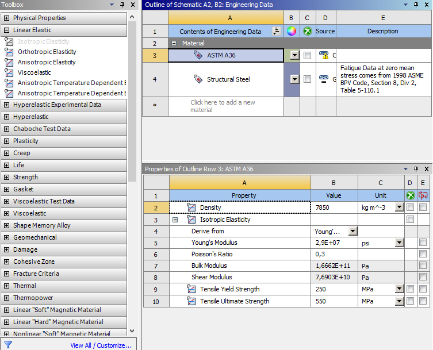 Toolbox
Physical Properties
Linear Elastic
Isotropic Elasticity
Orthotropic Elasticity
Anisotropic Elasticity
Viscoelastic
Anisotropic Elasticity
Temperature Dependent
Hyperelastic Experimental Data
Hyperelastic
Chaboche Test Data
Plasticity
Creep
Life
Strength
Gasket
Viscoelastic Test Data
Viscoelastic
Shape Memory Alloy
Geomechanical
Damage
Cohesive Zone
Fracture Criteria
Thermal
Thermopower
Linear "Soft" Magnetic Material
Linear "Hard" Magnetic Material
Nonlinear "Soft" Magnetic Material
View All / Customize...
Outline of Schematic A2, B2: Engineering Data
A B C D E
1 Contents of Engineering Data Source Description
2 Material
3 ASTM A36 C
4 Structural Steel G Fatigue Data at zero mean
stress comes from 1998 ASME
BPV Code, Section 8, Div 2,
Table 5-110.1
* Click here to add a new
material
Properties of Outline Row 3: ASTM A36
A B C D E
1 Property Value Unit
2 Density 7850 kg m^-3
3 Isotropic Elasticity
4 Derive from Young'...
5 Young's Modulus 2,9E+07 psi
6 Poisson's Ratio 0,3
7 Bulk Modulus 1,6662E+11 Pa
8 Shear Modulus 7,6903E+10 Pa
9 Tensile Yield Strength 250 MPa
10 Tensile Ultimate Strength 550 MPa